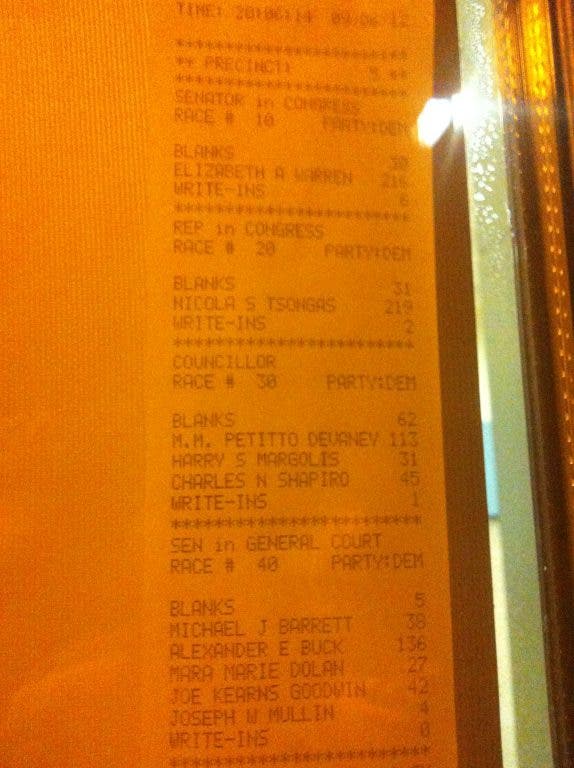 TIME: 20:06:14 09/06/12
*************************
** PRECINCT: 5 **
*************************
SENATOR in CONGRESS
RACE # 10 PARTY:DEM
BLANKS 30
ELIZABETH A WARREN 216
WRITE-INS 6
*************************
REP in CONGRESS
RACE # 20 PARTY:DEM
BLANKS 31
NICOLA S TSONGAS 219
WRITE-INS 2
*************************
COUNCILLOR
RACE # 30 PARTY:DEM
BLANKS 62
M.M. PETITTO DEVANEY 113
HARRY S MARGOLIS 31
CHARLES N SHAPIRO 45
WRITE-INS 1
*************************
SEN in GENERAL COURT
RACE # 40 PARTY:DEM
BLANKS 5
MICHAEL J BARRETT 38
ALEXANDER E BUCK 136
MARA MARIE DOLAN 27
JOE KEARNS GOODWIN 42
JOSEPH W MULLIN 4
WRITE-INS 0
*************************